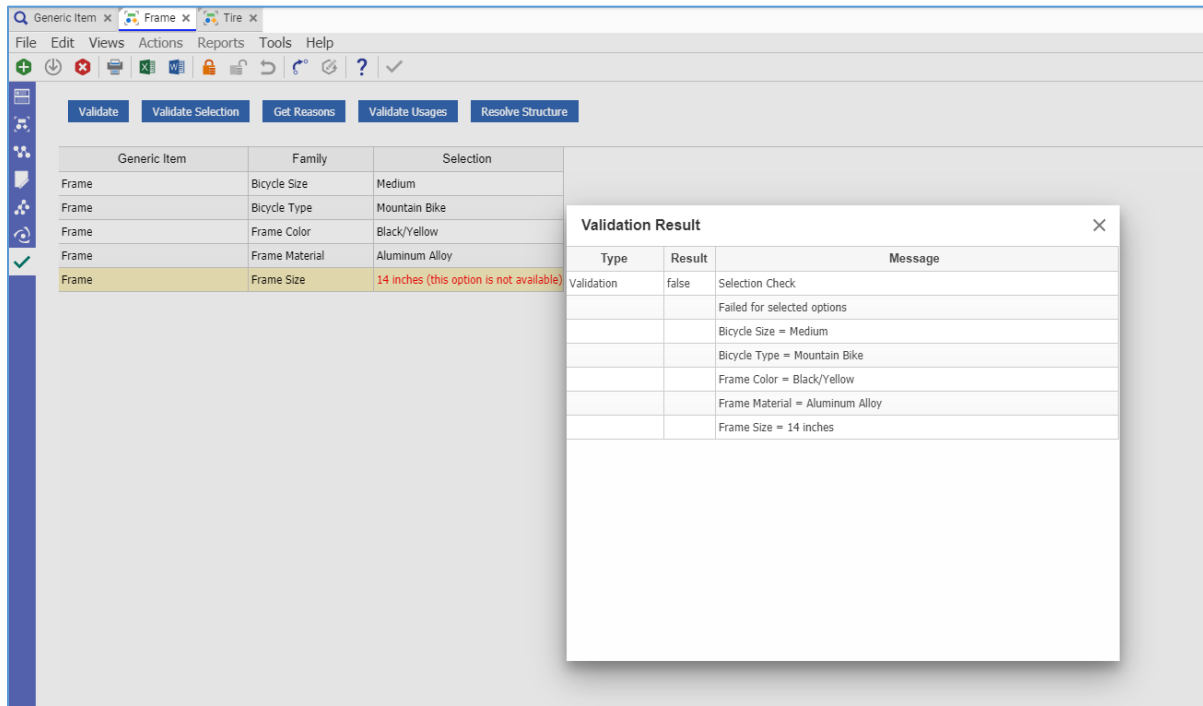 Generic Item x Frame x Tire x
File Edit Views Actions Reports Tools Help
Validate Validate Selection Get Reasons Validate Usages Resolve Structure
Generic Item Family Selection
Frame Bicycle Size Medium
Frame Bicycle Type Mountain Bike
Frame Frame Color Black/Yellow
Frame Frame Material Aluminum Alloy
Frame Frame Size 14 inches (this option is not available)
Validation Result
Type Result Message
Validation false Selection Check
Failed for selected options
Bicycle Size = Medium
Bicycle Type = Mountain Bike
Frame Color = Black/Yellow
Frame Material = Aluminum Alloy
Frame Size = 14 inches